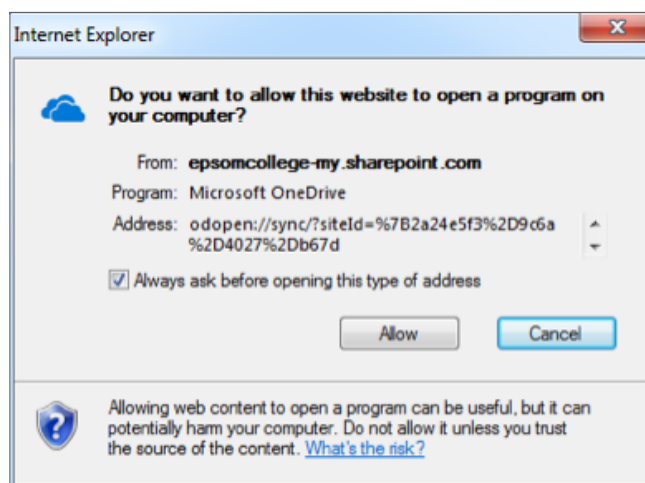 Internet Explorer
Do you want to allow this website to open a program on
your computer?
From: epsomcollege-my.sharepoint.com
Program: Microsoft OneDrive
Address: odopen://sync/?siteId=%7B2a24e5f3%2D9c6a
%2D4027%2Db67d
Always ask before opening this type of address
Allow Cancel
Allowing web content to open a program can be useful, but it can
potentially harm your computer. Do not allow it unless you trust
the source of the content. What's the risk?